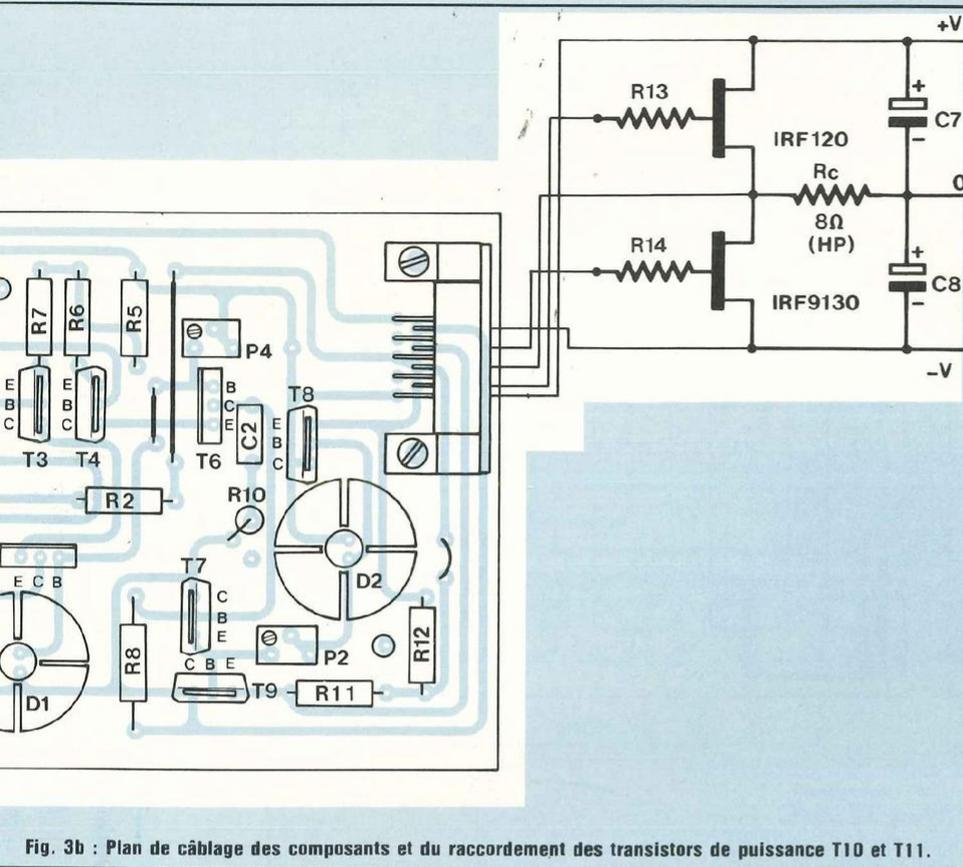 +V
R13
+
C7
−
IRF120
Rc
0
8Ω
(HP)
R14
+
C8
−
IRF9130
−V
R7
R6
R5
P4
E
B
C
T3
E
B
C
T4
B
C
E
T6
C2
T8
E
B
C
R2
R10
E C B
D2
T7
C
B
E
P2
R12
R8
C B E
T9
R11
D1
Fig. 3b : Plan de câblage des composants et du raccordement des transistors de puissance T10 et T11.